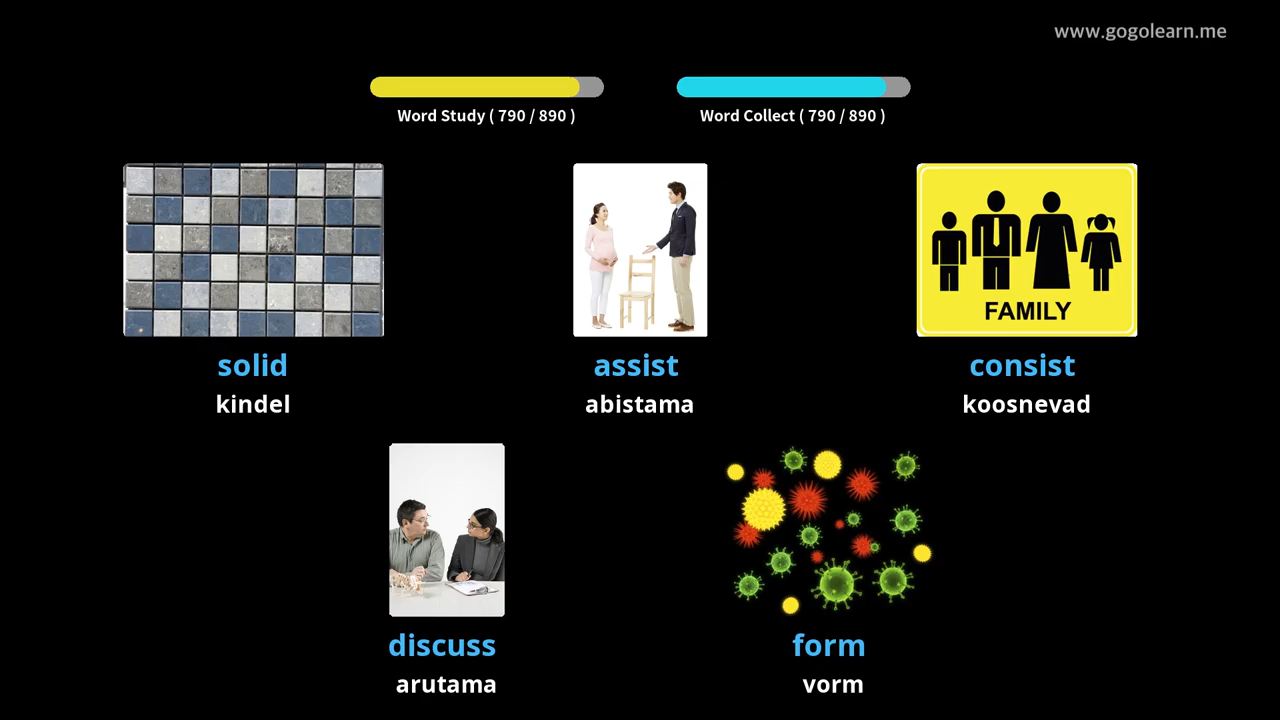 www.gogolearn.me
Word Study ( 790 / 890 )
Word Collect ( 790 / 890 )
FAMILY
solid
kindel
assist
abistama
consist
koosnevad
discuss
arutama
form
vorm